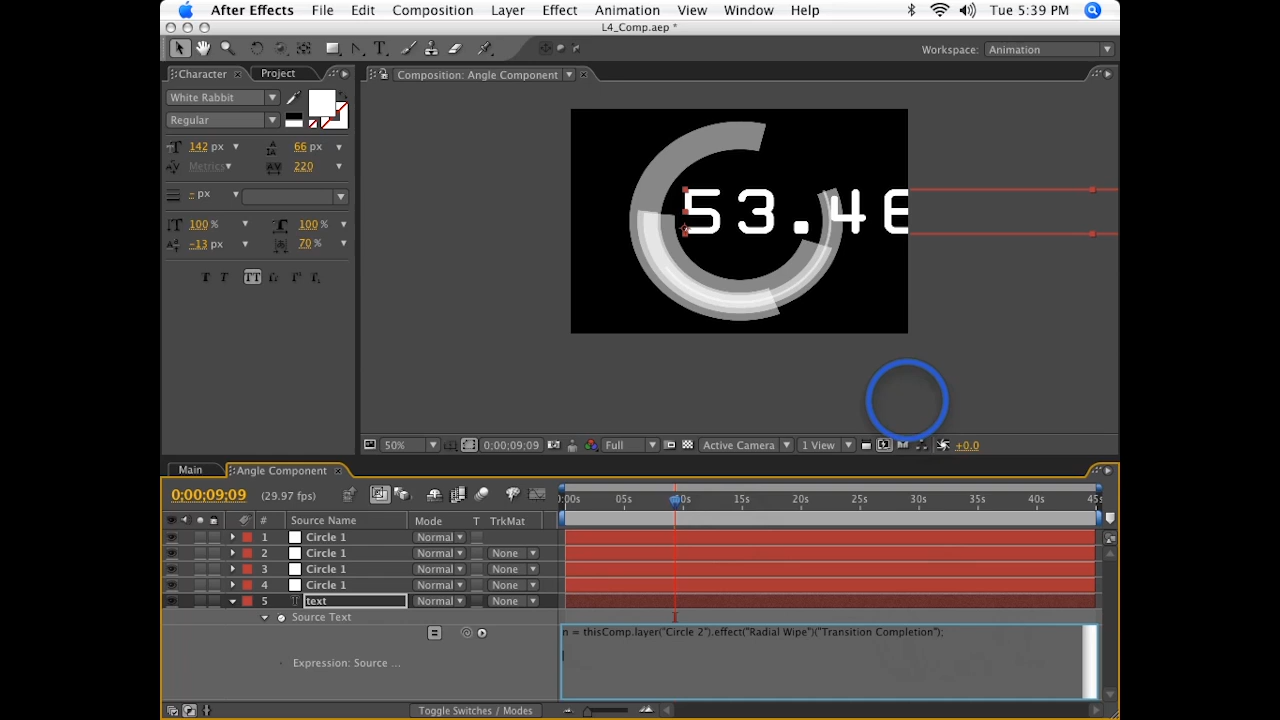 After Effects File Edit Composition Layer Effect Animation View Window Help Tue 5:39 PM
L4_Comp.aep *
Workspace: Animation
Character Project
Composition: Angle Component
White Rabbit
Regular
142 px 66 px
Metrics 220
- px
100 % 100 %
-13 px 70 %
TT
53.46
50% 0:00:09:09 Full Active Camera 1 View +0.0
Main Angle Component
0:00:09:09 (29.97 fps)
:00s 05s 00s 15s 20s 25s 30s 35s 40s 45s
# Source Name Mode T TrkMat
1 Circle 1 Normal
2 Circle 1 Normal None
3 Circle 1 Normal None
4 Circle 1 Normal None
5 T text Normal None
Source Text
n = thisComp.layer("Circle 2").effect("Radial Wipe")("Transition Completion");
Expression: Source ...
Toggle Switches / Modes